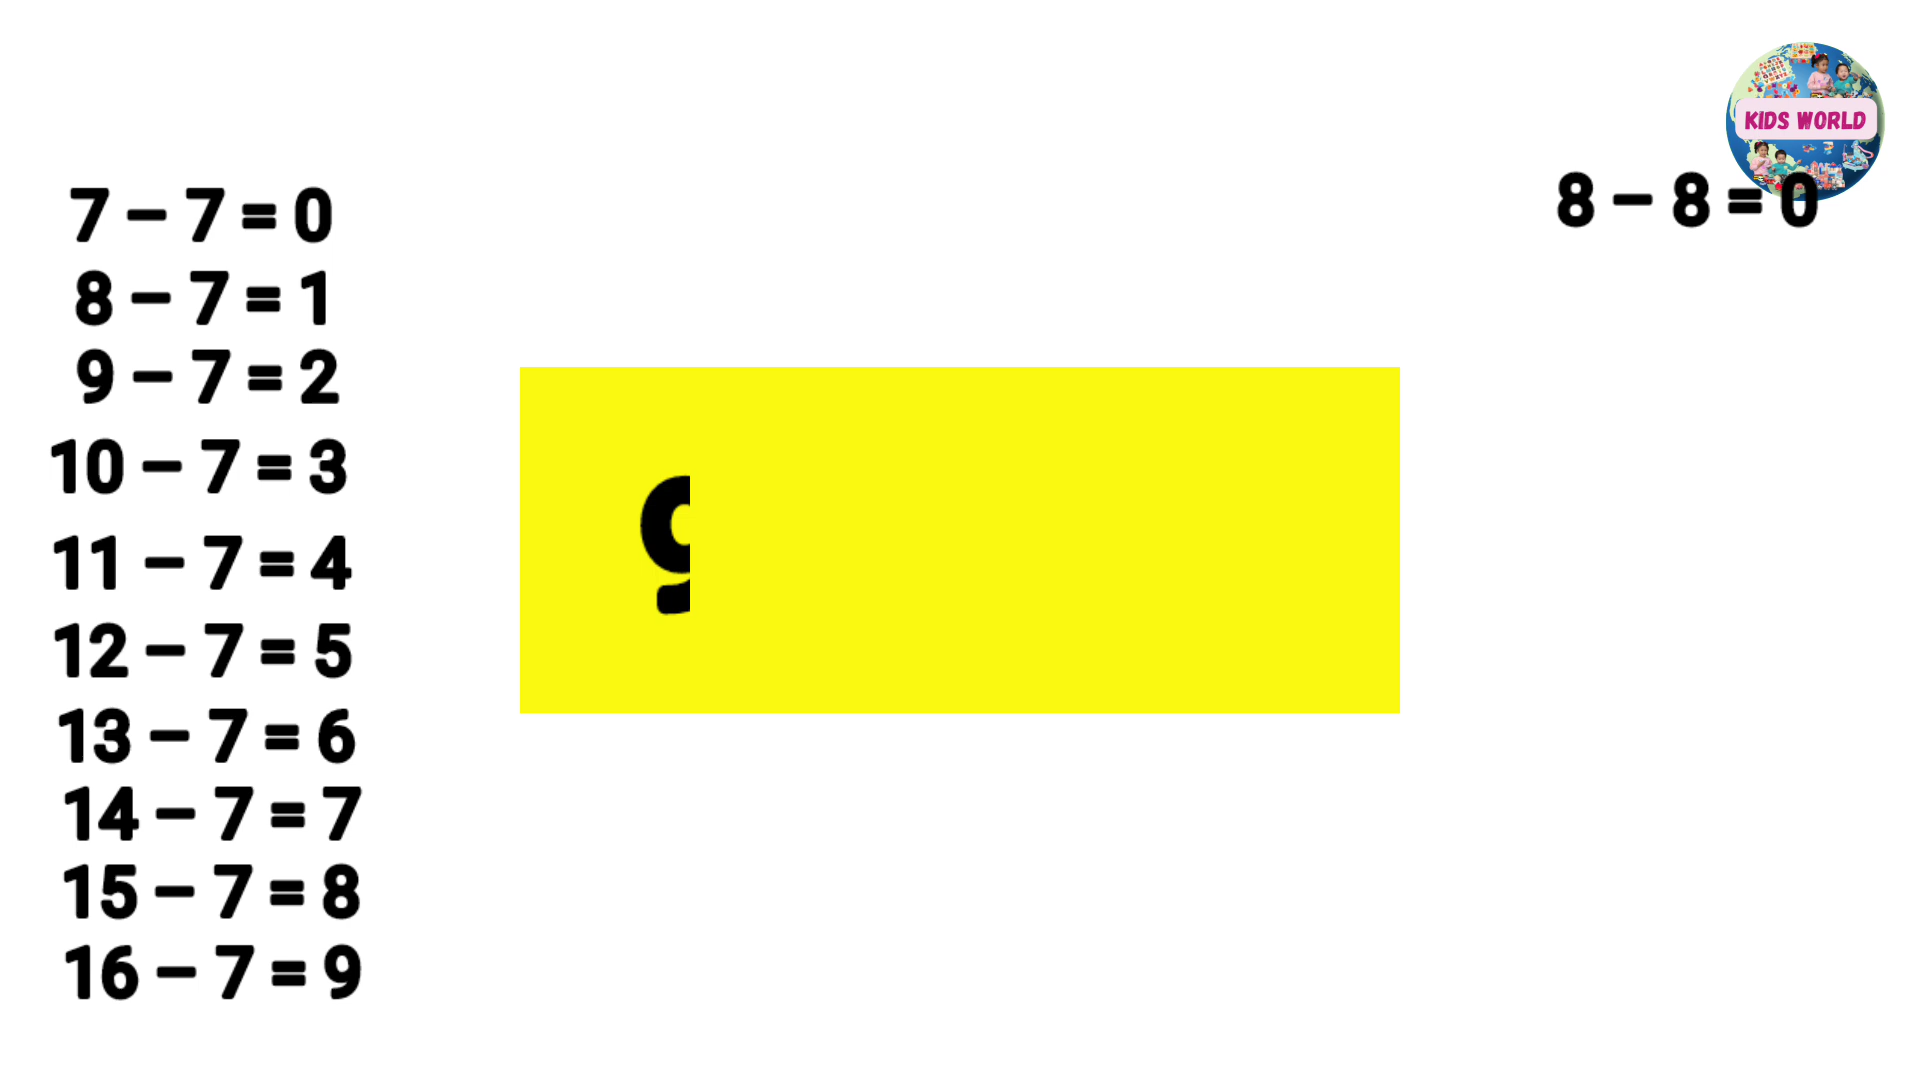 KIDS WORLD
7 – 7 = 0
8 – 7 = 1
9 – 7 = 2
10 – 7 = 3
11 – 7 = 4
12 – 7 = 5
13 – 7 = 6
14 – 7 = 7
15 – 7 = 8
16 – 7 = 9
8 – 8 = 0